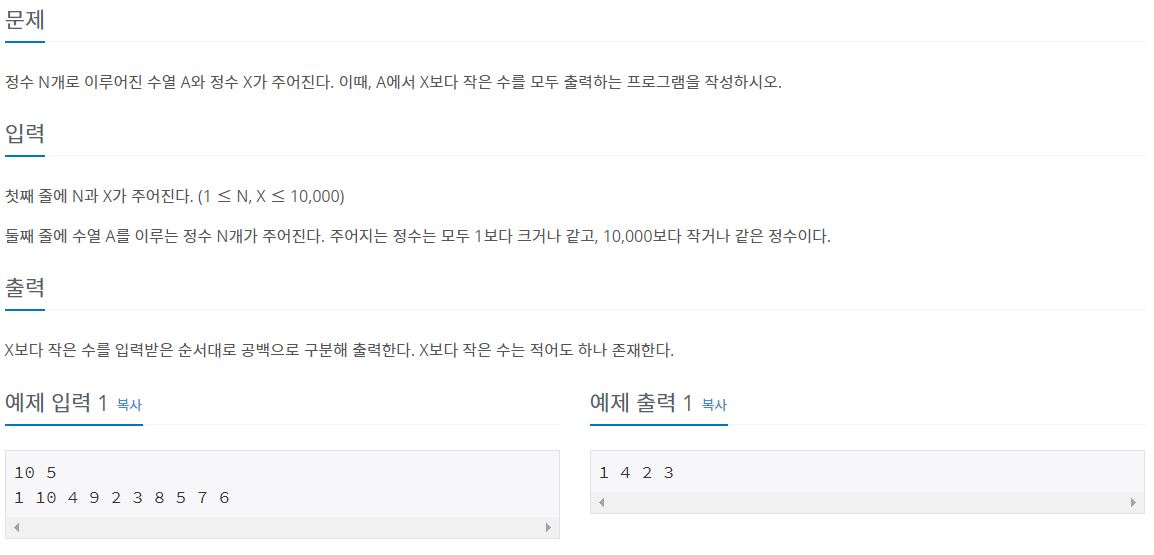 문제
정수 N개로 이루어진 수열 A와 정수 X가 주어진다. 이때, A에서 X보다 작은 수를 모두 출력하는 프로그램을 작성하시오.
입력
첫째 줄에 N과 X가 주어진다. (1 ≤ N, X ≤ 10,000)
둘째 줄에 수열 A를 이루는 정수 N개가 주어진다. 주어지는 정수는 모두 1보다 크거나 같고, 10,000보다 작거나 같은 정수이다.
출력
X보다 작은 수를 입력받은 순서대로 공백으로 구분해 출력한다. X보다 작은 수는 적어도 하나 존재한다.
예제 입력 1 복사
10 5
1 10 4 9 2 3 8 5 7 6
예제 출력 1 복사
1 4 2 3